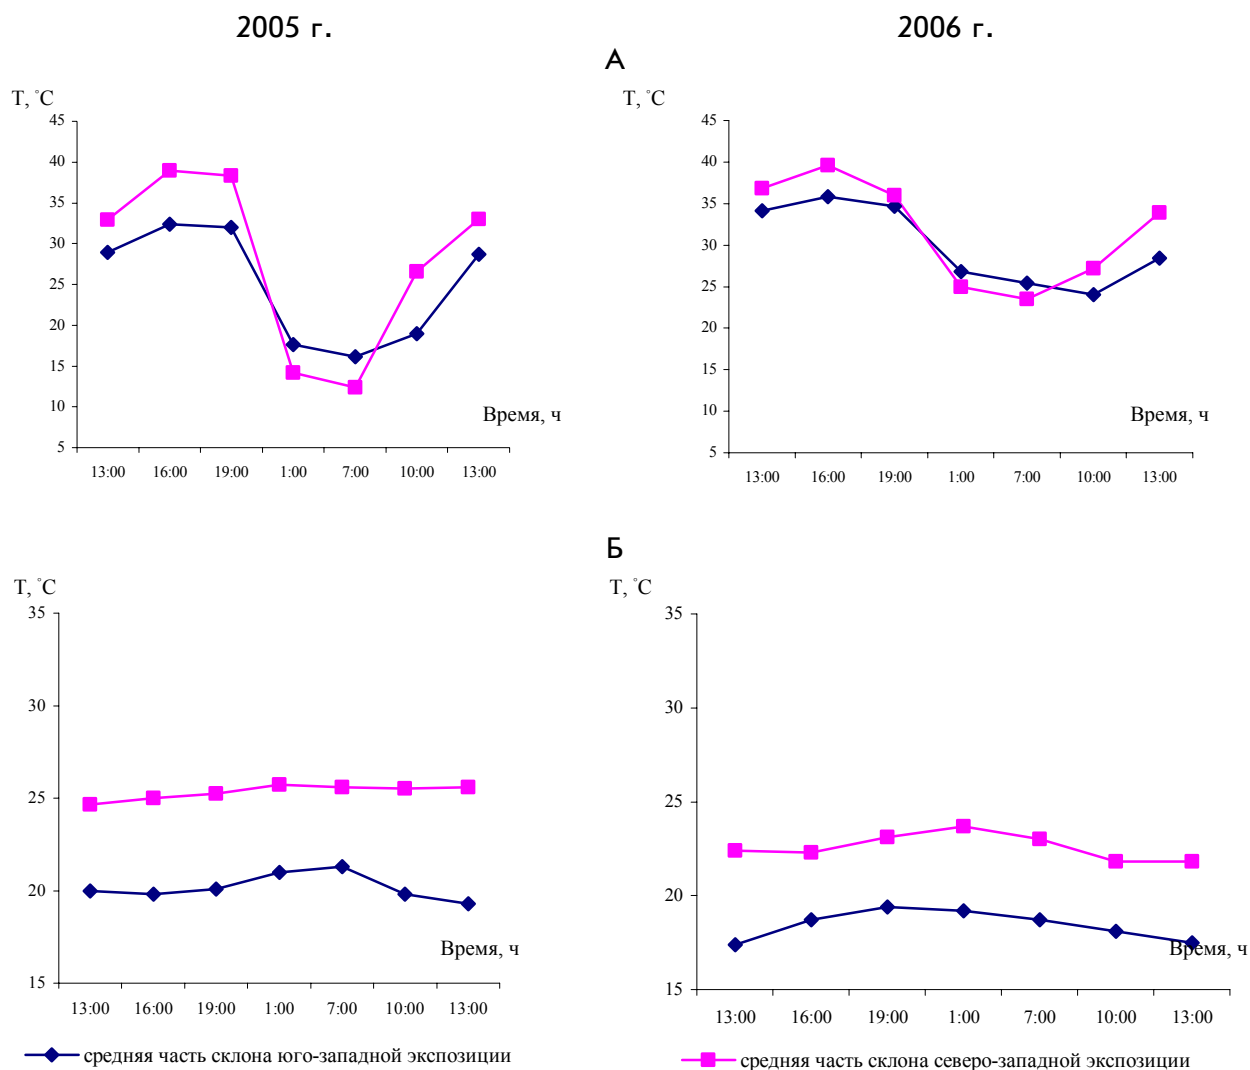 2005 г.
2006 г.
А
T, °C
45
40
35
30
25
20
15
10
5
Время, ч
13:00 16:00 19:00 1:00 7:00 10:00 13:00
T, °C
45
40
35
30
25
20
15
10
5
Время, ч
13:00 16:00 19:00 1:00 7:00 10:00 13:00
Б
T, °C
35
30
25
20
15
Время, ч
13:00 16:00 19:00 1:00 7:00 10:00 13:00
T, °C
35
30
25
20
15
Время, ч
13:00 16:00 19:00 1:00 7:00 10:00 13:00
средняя часть склона юго-западной экспозиции
средняя часть склона северо-западной экспозиции